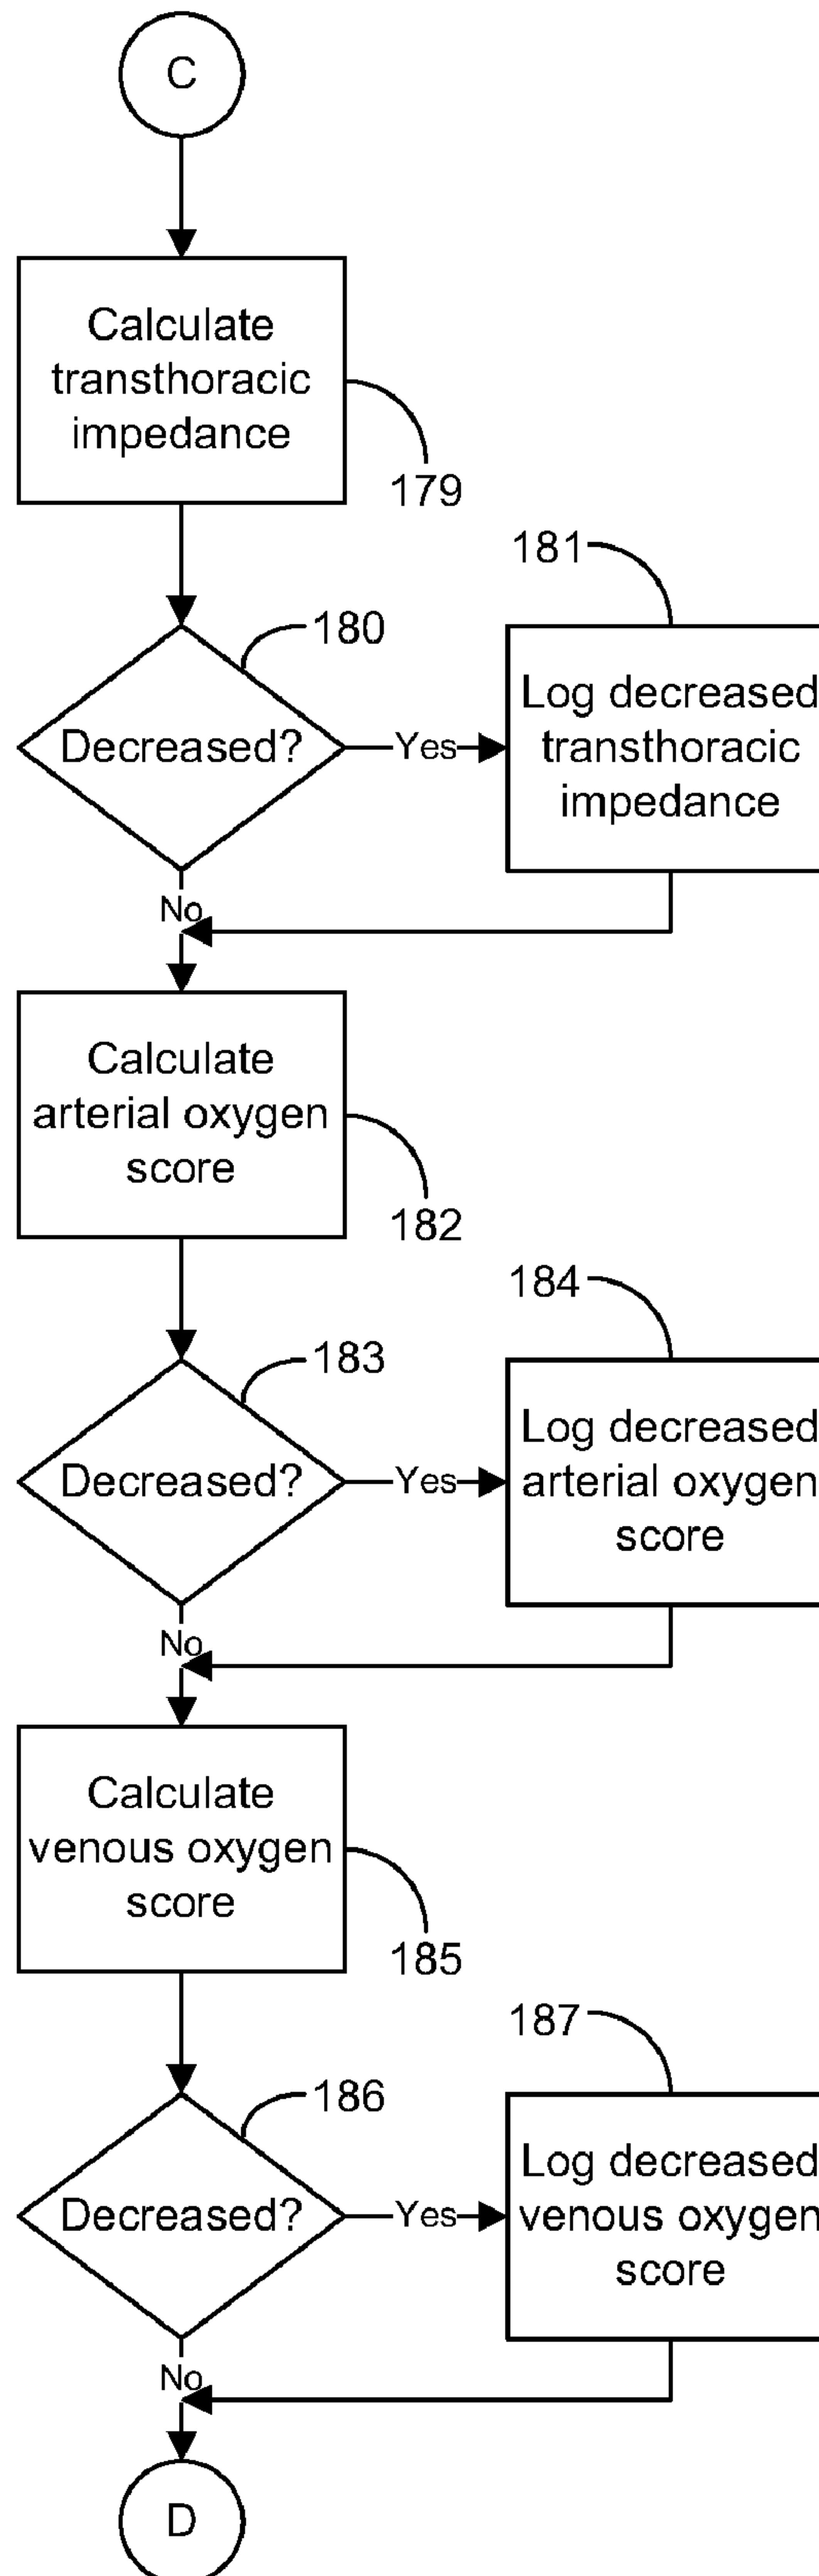 C
Calculate
transthoracic
impedance
179
181
180
Decreased?
Yes
Log decreased
transthoracic
impedance
No
Calculate
arterial oxygen
score
182
184
183
Decreased?
Yes
Log decreased
arterial oxygen
score
No
Calculate
venous oxygen
score
185
187
186
Decreased?
Yes
Log decreased
venous oxygen
score
No
D